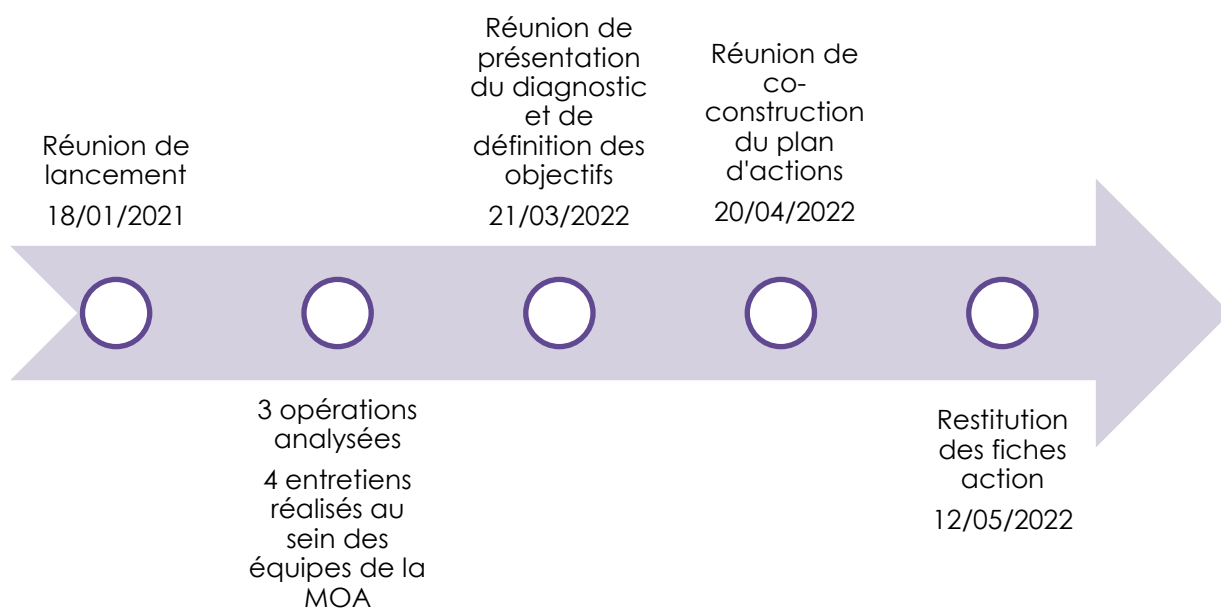 Réunion de
lancement
18/01/2021
3 opérations
analysées
4 entretiens
réalisés au
sein des
équipes de la
MOA
Réunion de
présentation
du diagnostic
et de
définition des
objectifs
21/03/2022
Réunion de
co-
construction
du plan
d'actions
20/04/2022
Restitution
des fiches
action
12/05/2022